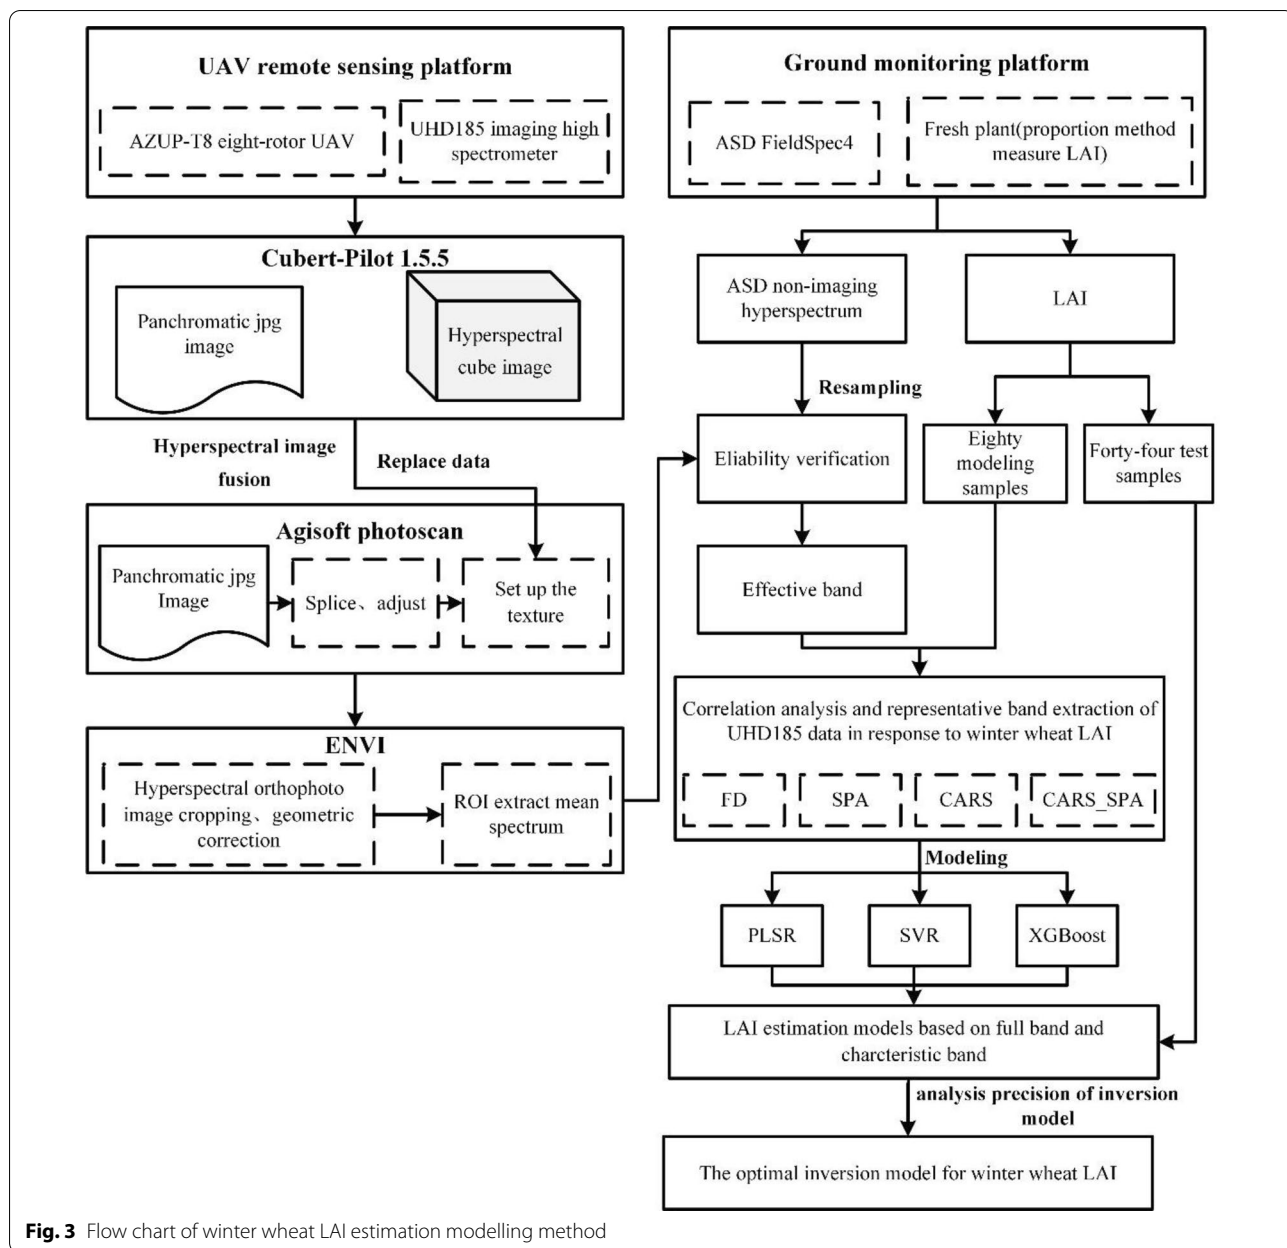 UAV remote sensing platform
AZUP-T8 eight-rotor UAV
UHD185 imaging high
spectrometer
Cubert-Pilot 1.5.5
Panchromatic jpg
image
Hyperspectral
cube image
Hyperspectral image
fusion
Replace data
Agisoft photoscan
Panchromatic jpg
Image
Splice、adjust
Set up the
texture
ENVI
Hyperspectral orthophoto
image cropping、geometric
correction
ROI extract mean
spectrum
Ground monitoring platform
ASD FieldSpec4
Fresh plant(proportion method
measure LAI)
ASD non-imaging
hyperspectrum
LAI
Resampling
Eliability verification
Eighty
modeling
samples
Forty-four test
samples
Effective band
Correlation analysis and representative band extraction of
UHD185 data in response to winter wheat LAI
FD
SPA
CARS
CARS_SPA
Modeling
PLSR
SVR
XGBoost
LAI estimation models based on full band and
charcteristic band
analysis precision of inversion
model
The optimal inversion model for winter wheat LAI
Fig. 3 Flow chart of winter wheat LAI estimation modelling method